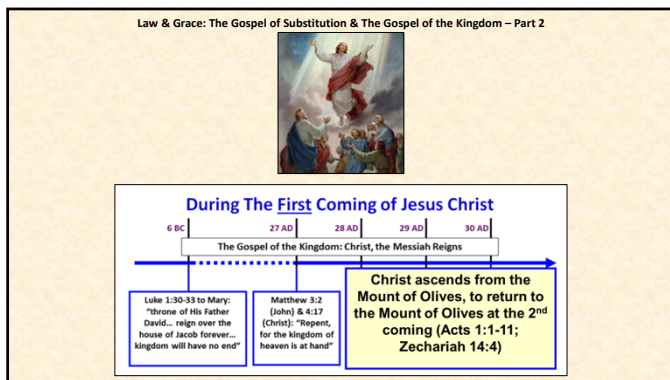 Law & Grace: The Gospel of Substitution & The Gospel of the Kingdom – Part 2
During The First Coming of Jesus Christ
6 BC
27 AD
28 AD
29 AD
30 AD
The Gospel of the Kingdom: Christ, the Messiah Reigns
Luke 1:30-33 to Mary:
“throne of His Father
David… reign over the
house of Jacob forever…
kingdom will have no end”
Matthew 3:2
(John) & 4:17
(Christ): “Repent,
for the kingdom of
heaven is at hand”
Christ ascends from the
Mount of Olives, to return to
the Mount of Olives at the 2nd
coming (Acts 1:1-11;
Zechariah 14:4)